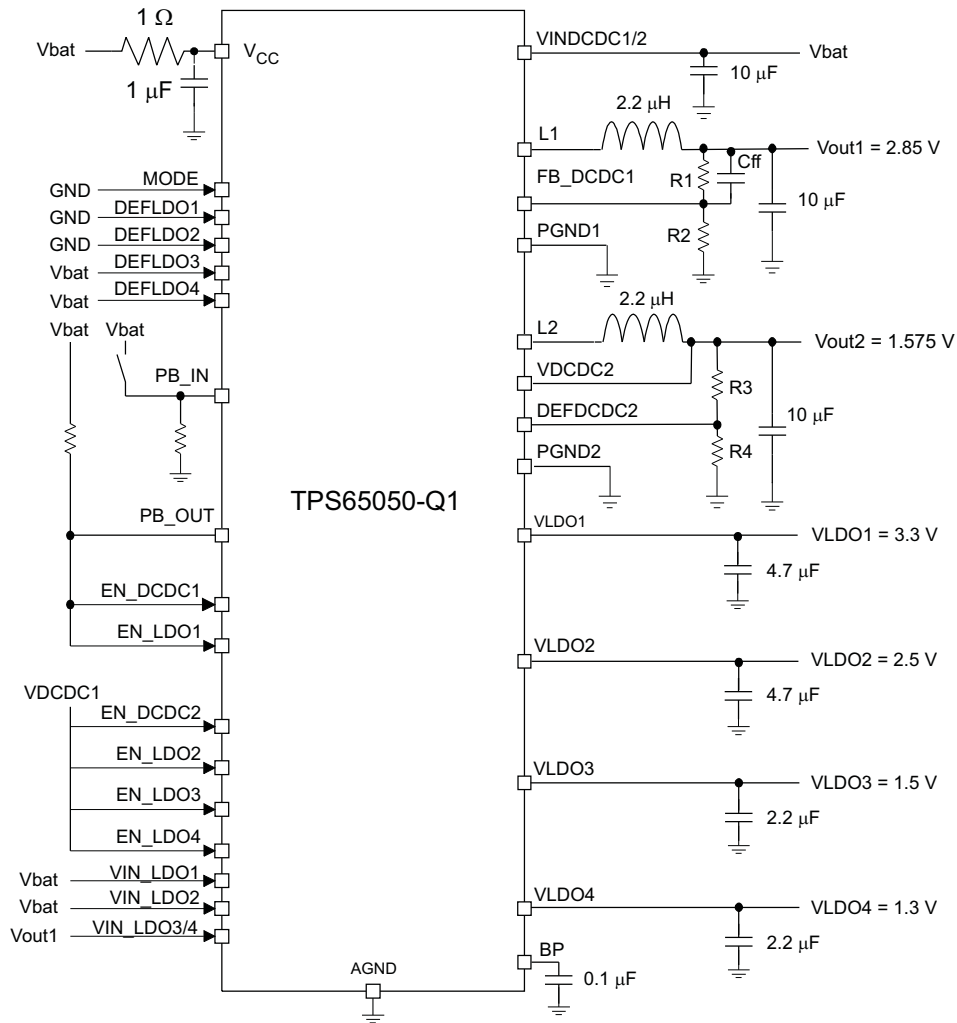 1 Ω
Vbat
VCC
1 μF
GND MODE
GND DEFLDO1
GND DEFLDO2
Vbat DEFLDO3
Vbat DEFLDO4
Vbat Vbat
PB_IN
PB_OUT
EN_DCDC1
EN_LDO1
VDCDC1
EN_DCDC2
EN_LDO2
EN_LDO3
EN_LDO4
Vbat VIN_LDO1
Vbat VIN_LDO2
Vout1 VIN_LDO3/4
TPS65050-Q1
AGND
VINDCDC1/2 Vbat
10 μF
2.2 μH
L1 Vout1 = 2.85 V
Cff
FB_DCDC1 R1
10 μF
R2
PGND1
2.2 μH
L2 Vout2 = 1.575 V
VDCDC2
R3
DEFDCDC2 10 μF
R4
PGND2
VLDO1 VLDO1 = 3.3 V
4.7 μF
VLDO2 VLDO2 = 2.5 V
4.7 μF
VLDO3 VLDO3 = 1.5 V
2.2 μF
VLDO4 VLDO4 = 1.3 V
2.2 μF
BP
0.1 μF